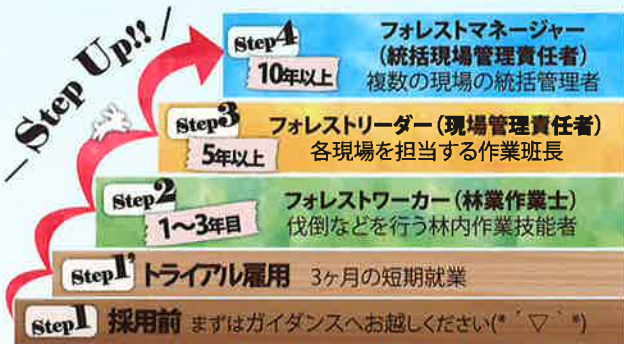 — Step Up!! /
Step4
10年以上
フォレストマネージャー
(統括現場管理責任者)
複数の現場の統括管理者
Step3
5年以上
フォレストリーダー(現場管理責任者)
各現場を担当する作業班長
Step2
1〜3年目
フォレストワーカー(林業作業士)
伐倒などを行う林内作業技能者
Step1' トライアル雇用 3ヶ月の短期就業
Step1 採用前 まずはガイダンスへお越しください(*´▽`*)